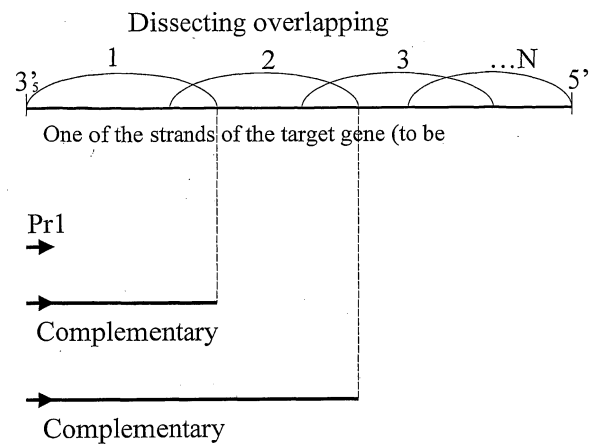 Dissecting overlapping
1 2 3 ...N
3's 5'
One of the strands of the target gene (to be
Pr1
Complementary
Complementary